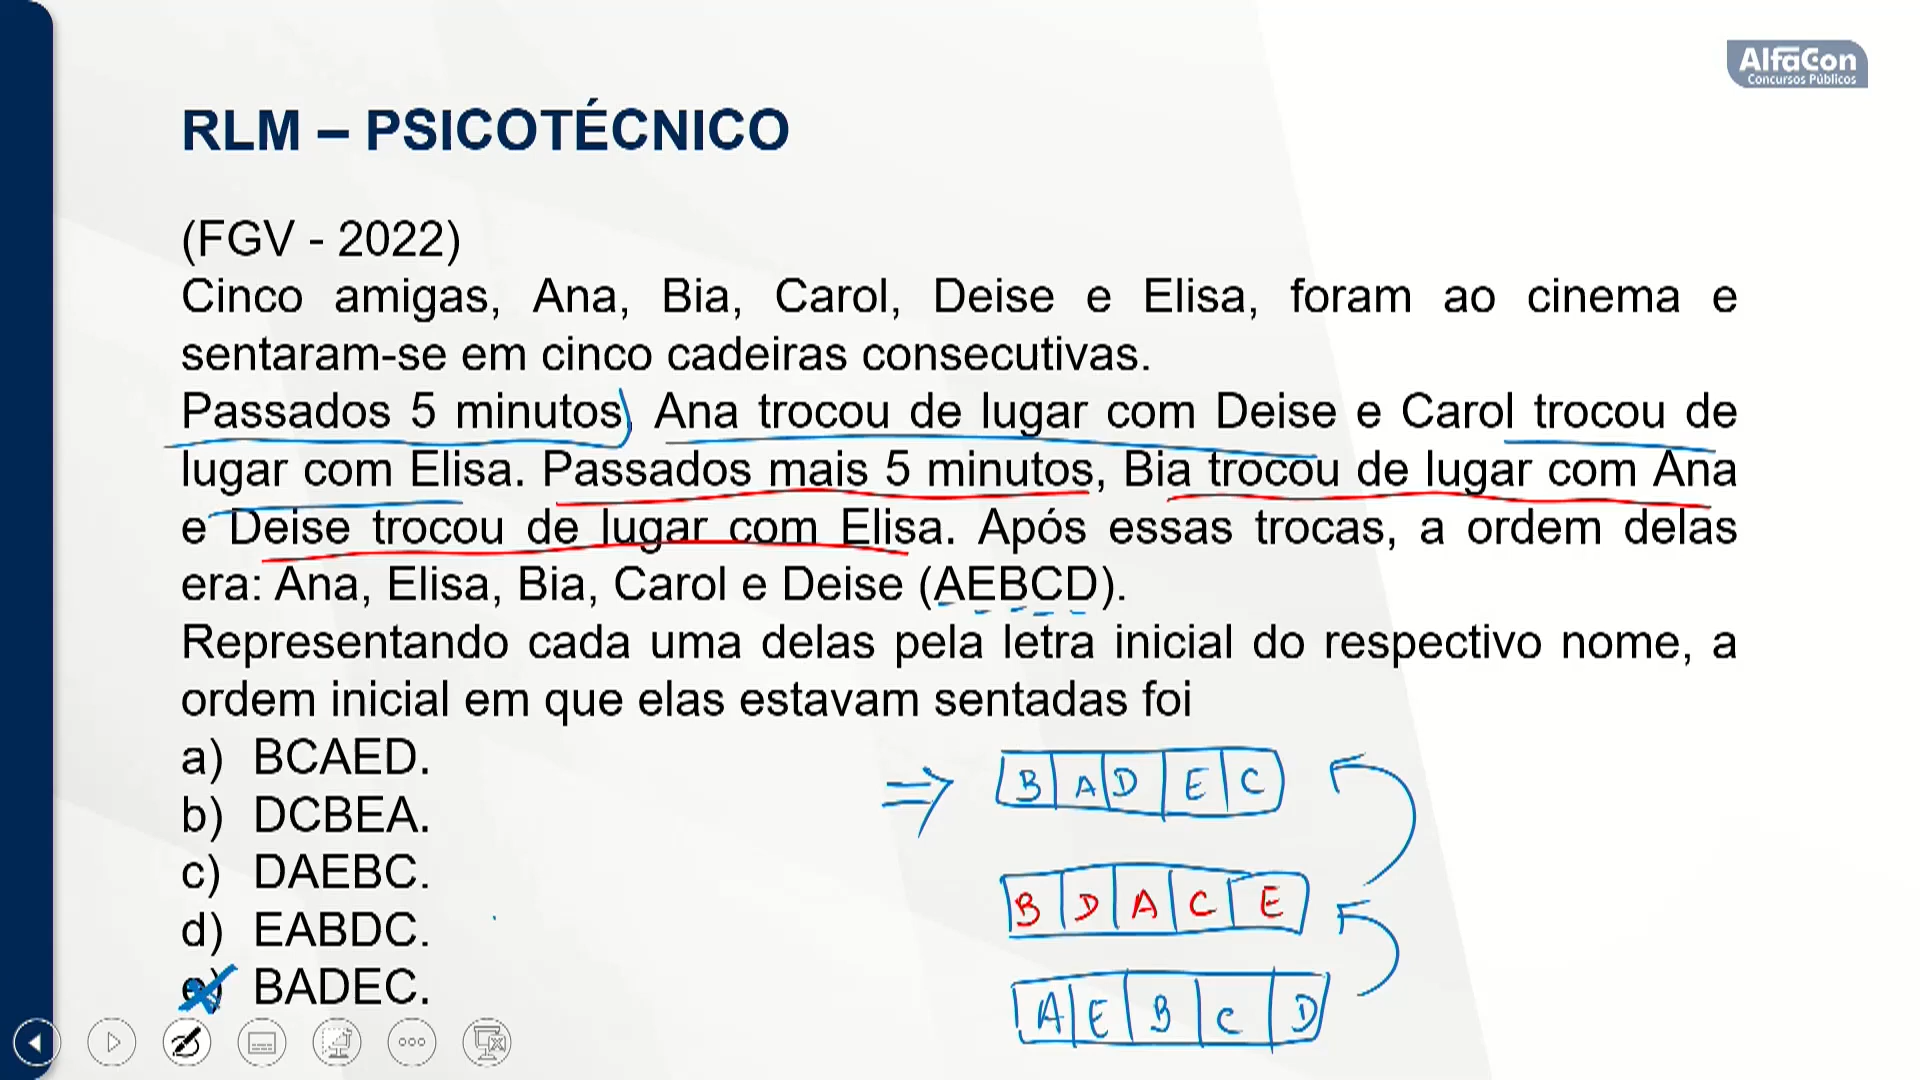 AlfaCon
Concursos Públicos
RLM – PSICOTÉCNICO
(FGV - 2022)
Cinco amigas, Ana, Bia, Carol, Deise e Elisa, foram ao cinema e
sentaram-se em cinco cadeiras consecutivas.
Passados 5 minutos, Ana trocou de lugar com Deise e Carol trocou de
lugar com Elisa. Passados mais 5 minutos, Bia trocou de lugar com Ana
e Deise trocou de lugar com Elisa. Após essas trocas, a ordem delas
era: Ana, Elisa, Bia, Carol e Deise (AEBCD).
Representando cada uma delas pela letra inicial do respectivo nome, a
ordem inicial em que elas estavam sentadas foi
a) BCAED.
b) DCBEA.
c) DAEBC.
d) EABDC.
e) BADEC.
⇒ B A D E C
B D A C E
A E B C D